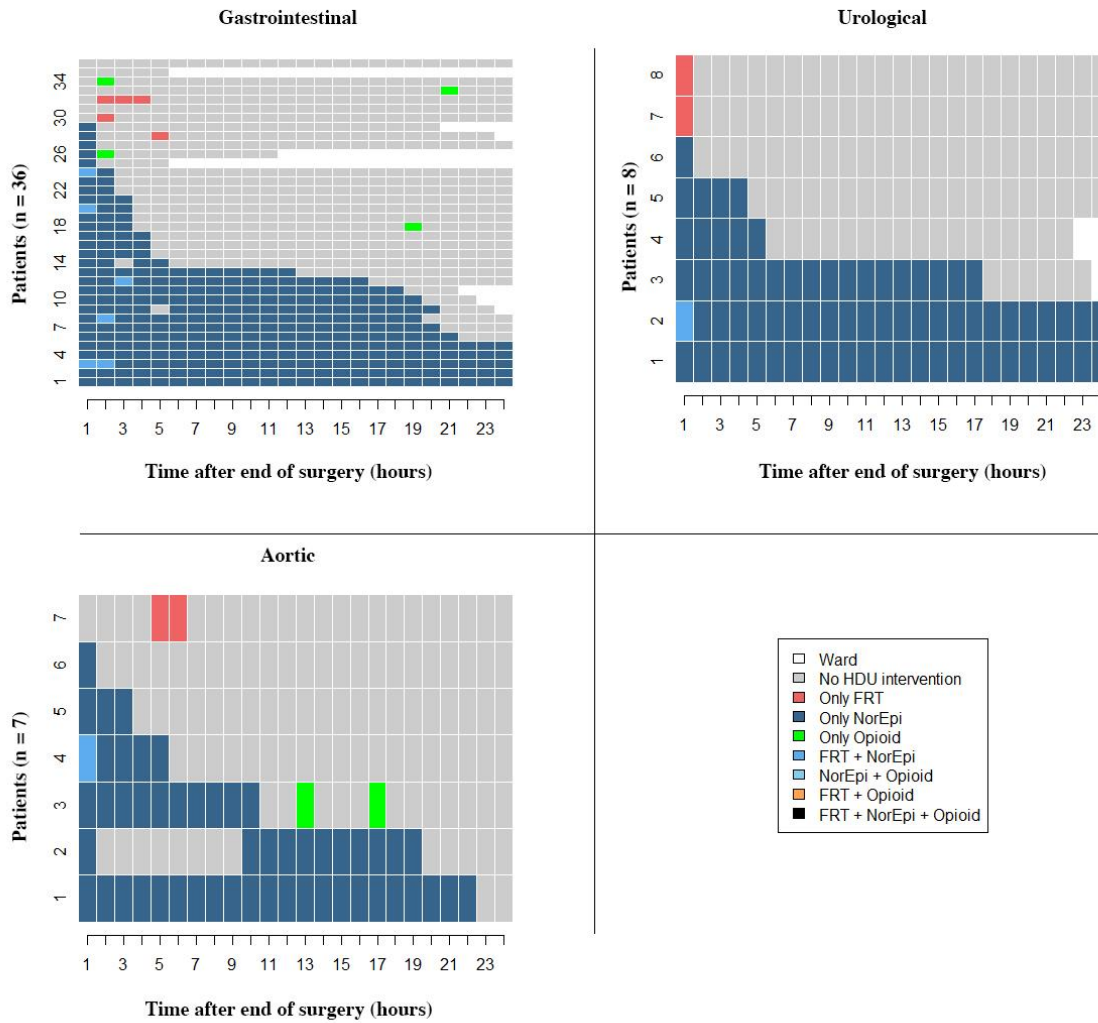 Gastrointestinal
Patients (n = 36)
1 4 7 10 14 18 22 26 30 34
1 3 5 7 9 11 13 15 17 19 21 23
Time after end of surgery (hours)
Urological
Patients (n = 8)
1 2 3 4 5 6 7 8
1 3 5 7 9 11 13 15 17 19 21 23
Time after end of surgery (hours)
Aortic
Patients (n = 7)
1 2 3 4 5 6 7
1 3 5 7 9 11 13 15 17 19 21 23
Time after end of surgery (hours)
Ward
No HDU intervention
Only FRT
Only NorEpi
Only Opioid
FRT + NorEpi
NorEpi + Opioid
FRT + Opioid
FRT + NorEpi + Opioid